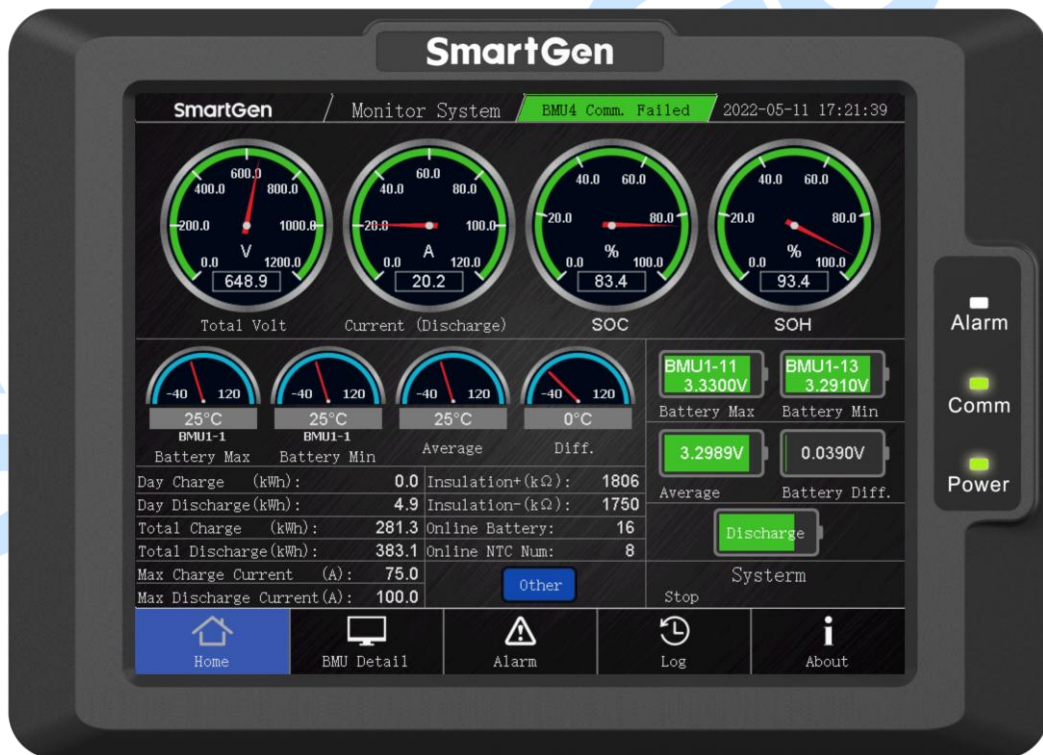 SmartGen
SmartGen / Monitor System BMU4 Comm. Failed 2022-05-11 17:21:39
0.0 200.0 400.0 600.0 800.0 1000.0 1200.0
V
648.9
Total Volt
0.0 20.0 40.0 60.0 80.0 100.0 120.0
A
20.2
Current (Discharge)
0.0 20.0 40.0 60.0 80.0 100.0
%
83.4
SOC
0.0 20.0 40.0 60.0 80.0 100.0
%
93.4
SOH
-40 120
25°C
BMU1-1
Battery Max
-40 120
25°C
BMU1-1
Battery Min
-40 120
25°C
Average
-40 120
0°C
Diff.
BMU1-11
3.3300V
Battery Max
BMU1-13
3.2910V
Battery Min
3.2989V
Average
0.0390V
Battery Diff.
Day Charge (kWh): 0.0 Insulation+(kΩ): 1806
Day Discharge(kWh): 4.9 Insulation-(kΩ): 1750
Total Charge (kWh): 281.3 Online Battery: 16
Total Discharge(kWh): 383.1 Online NTC Num: 8
Max Charge Current (A): 75.0
Max Discharge Current(A): 100.0
Other
Discharge
Systerm
Stop
Home
BMU Detail
Alarm
Log
About
Alarm
Comm
Power